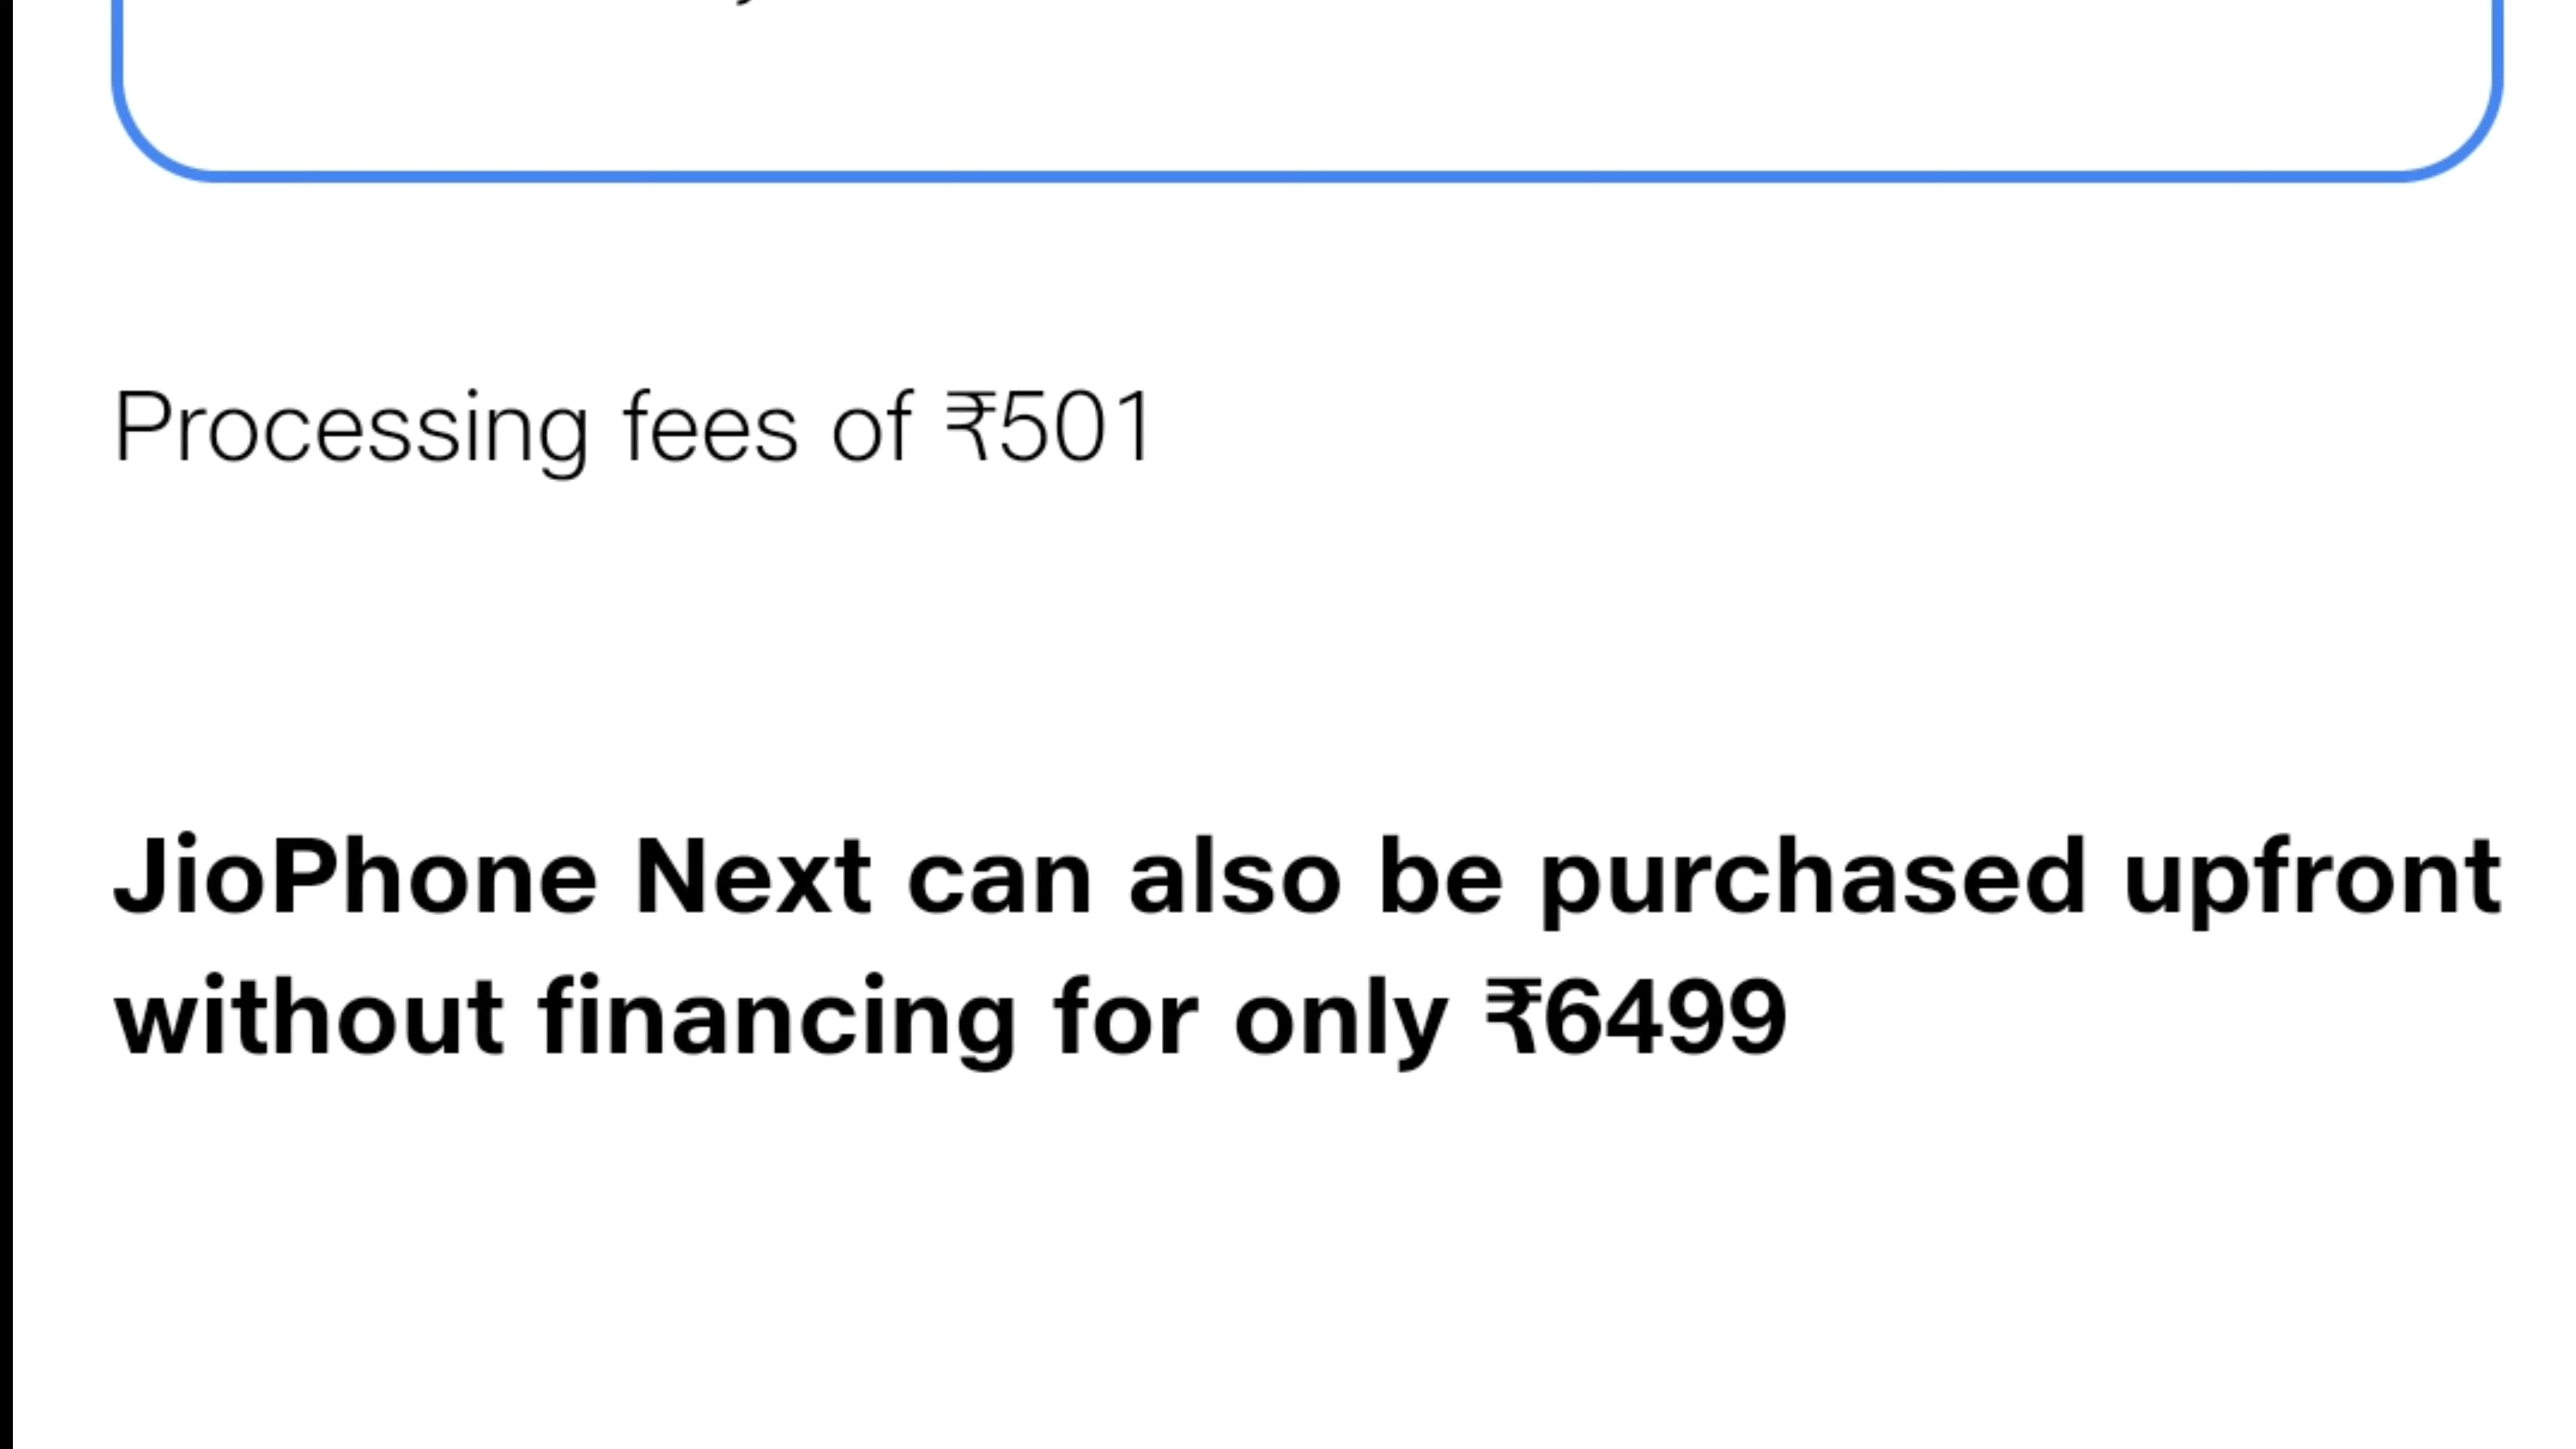 Processing fees of ₹501
JioPhone Next can also be purchased upfront
without financing for only ₹6499